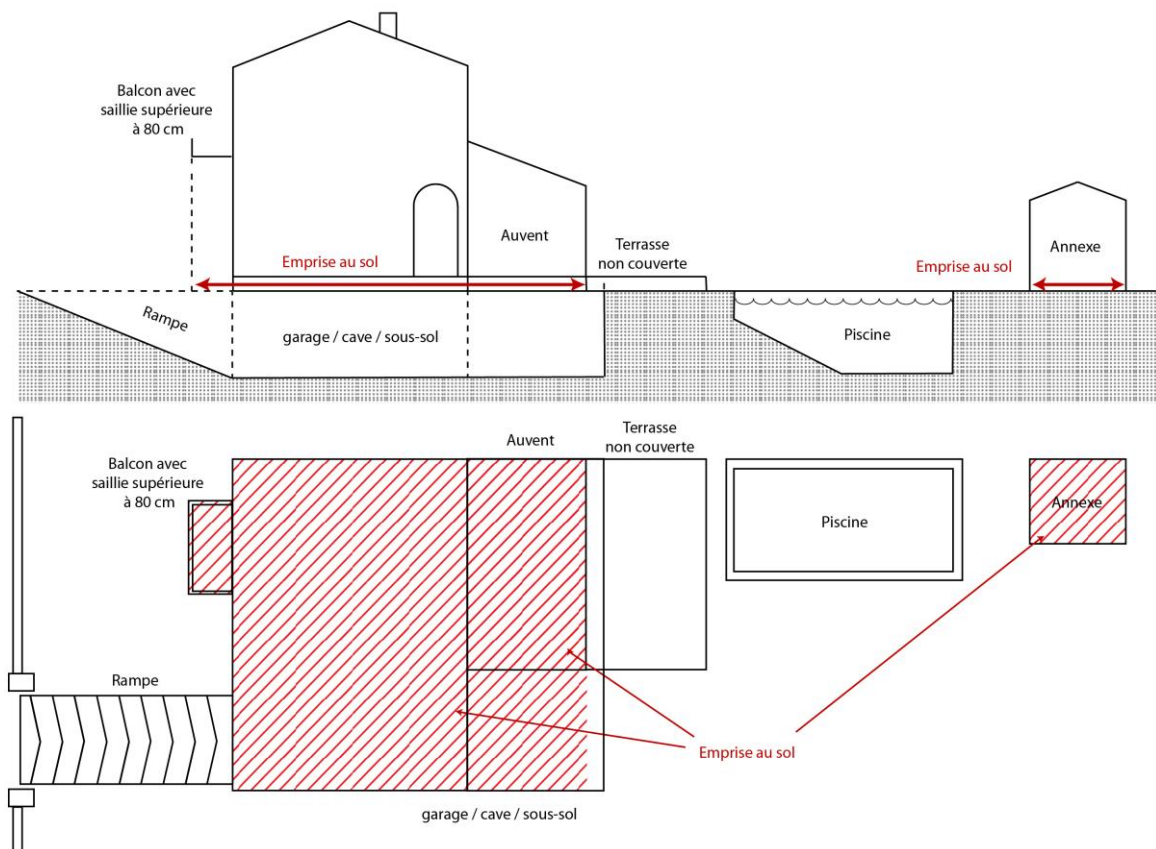 Balcon avec
saillie supérieure
à 80 cm
Auvent
Terrasse
non couverte
Annexe
Emprise au sol
Emprise au sol
Rampe
garage / cave / sous-sol
Piscine
Auvent
Terrasse
non couverte
Balcon avec
saillie supérieure
à 80 cm
Piscine
Annexe
Rampe
Emprise au sol
garage / cave / sous-sol